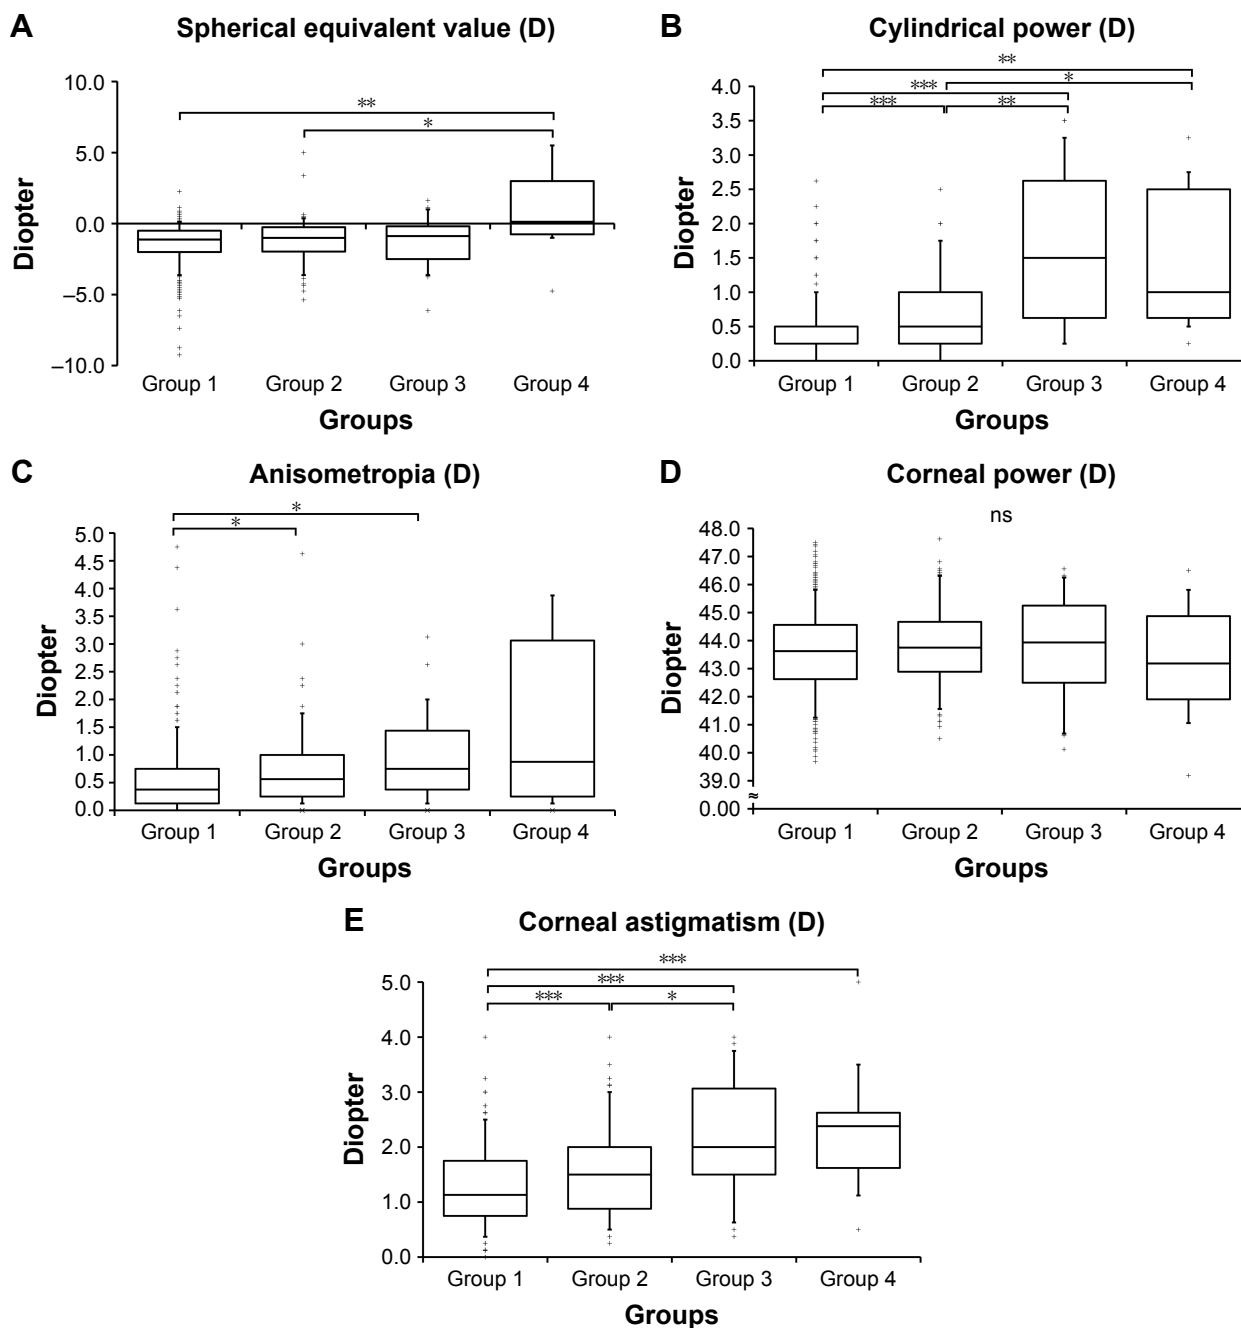 A Spherical equivalent value (D)
10.0
5.0
0.0
–5.0
–10.0
Diopter
** 
*
Group 1 Group 2 Group 3 Group 4
Groups
B Cylindrical power (D)
4.0
3.5
3.0
2.5
2.0
1.5
1.0
0.5
0.0
Diopter
**
*** *
*** **
Group 1 Group 2 Group 3 Group 4
Groups
C Anisometropia (D)
5.0
4.5
4.0
3.5
3.0
2.5
2.0
1.5
1.0
0.5
0.0
Diopter
*
*
Group 1 Group 2 Group 3 Group 4
Groups
D Corneal power (D)
ns
48.0
47.0
46.0
45.0
44.0
43.0
42.0
41.0
40.0
39.0
≈
0.00
Diopter
Group 1 Group 2 Group 3 Group 4
Groups
E Corneal astigmatism (D)
5.0
4.0
3.0
2.0
1.0
0.0
Diopter
***
***
*** *
Group 1 Group 2 Group 3 Group 4
Groups